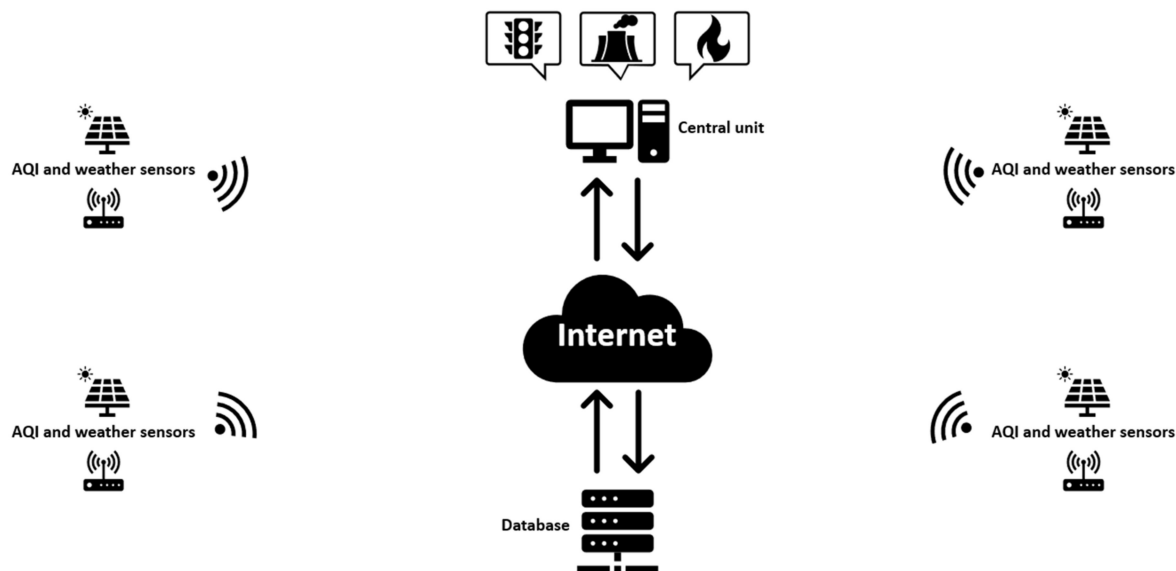 Central unit
AQI and weather sensors
AQI and weather sensors
Internet
AQI and weather sensors
AQI and weather sensors
Database